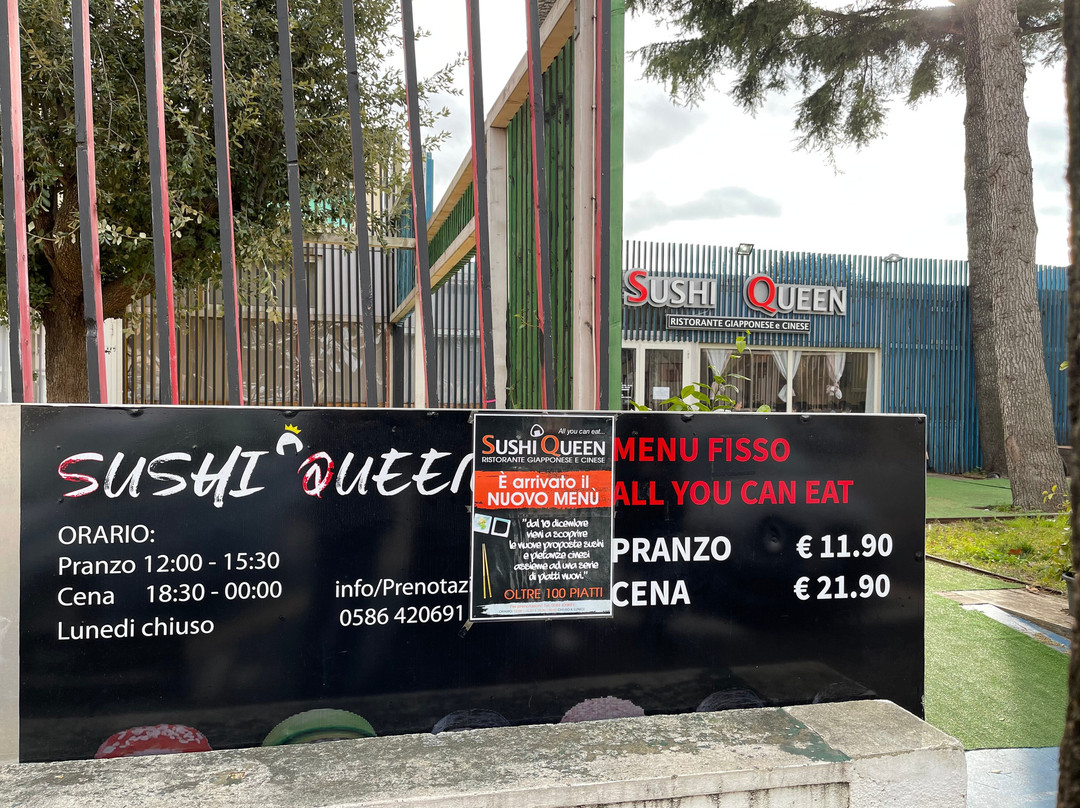 SUSHI QUEEN
RISTORANTE GIAPPONESE e CINESE
SUSHI QUEEN
ORARIO:
Pranzo 12:00 - 15:30
Cena 18:30 - 00:00
Lunedi chiuso
info/Prenotazi
0586 420691
All you can eat...
SUSHI QUEEN
RISTORANTE GIAPPONESE E CINESE
È arrivato il
NUOVO MENÙ
"dal 10 dicembre
vieni a scoprire
le nuove proposte sushi
e pietanze cinesi
assieme ad una serie
di piatti nuovi."
OLTRE 100 PIATTI
MENU FISSO
ALL YOU CAN EAT
PRANZO € 11.90
CENA € 21.90